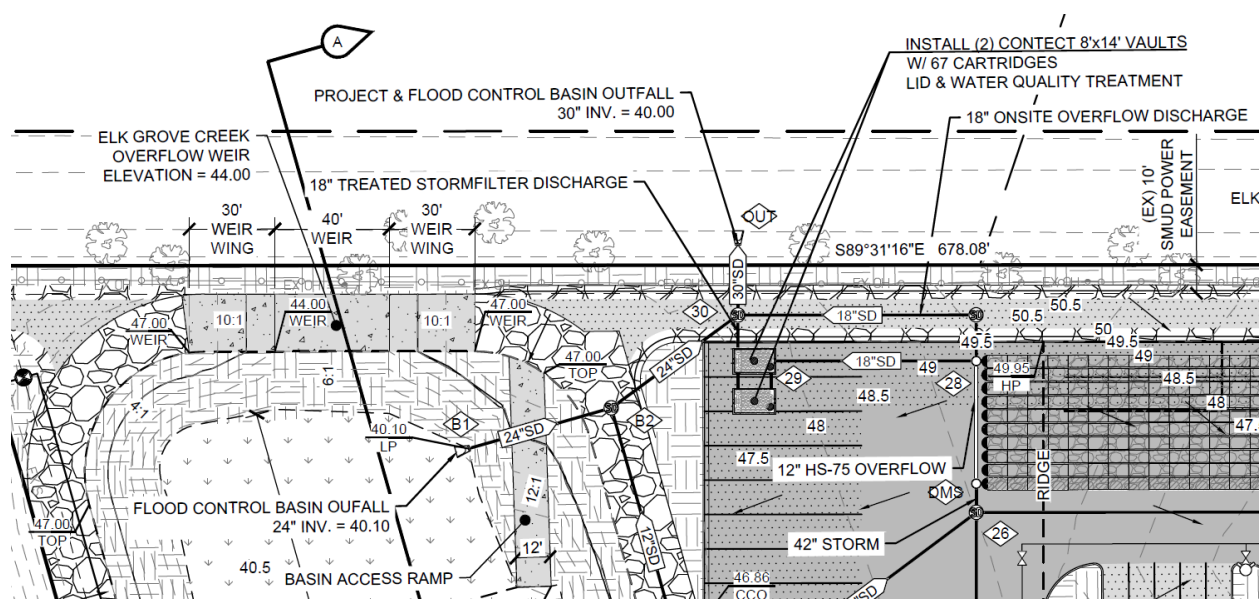 A
INSTALL (2) CONTECT 8'x14' VAULTS
W/ 67 CARTRIDGES
LID & WATER QUALITY TREATMENT
PROJECT & FLOOD CONTROL BASIN OUTFALL
30" INV. = 40.00
18" ONSITE OVERFLOW DISCHARGE
ELK GROVE CREEK
OVERFLOW WEIR
ELEVATION = 44.00
18" TREATED STORMFILTER DISCHARGE
(EX) 10'
SMUD POWER
EASEMENT
ELK
30'
WEIR
WING
40'
WEIR
30'
WEIR
WING
OUT
S89°31'16"E 678.08'
30"SD
47.00
WEIR
10:1
44.00
WEIR
10:1
47.00
WEIR
30
18"SD
50.5
50.5
50
49.5
49.5
49
47.00
TOP
24"SD
29
18"SD
49
28
49.95
HP
48.5
48.5
48
47.
6:1
4:1
40.10
LP
B1
24"SD
B2
48
47.5
12" HS-75 OVERFLOW
RIDGE
OMS
FLOOD CONTROL BASIN OUFALL
24" INV. = 40.10
12:1
12'
12"SD
42" STORM
26
47.00
TOP
40.5
BASIN ACCESS RAMP
46.86
CCO
"SD